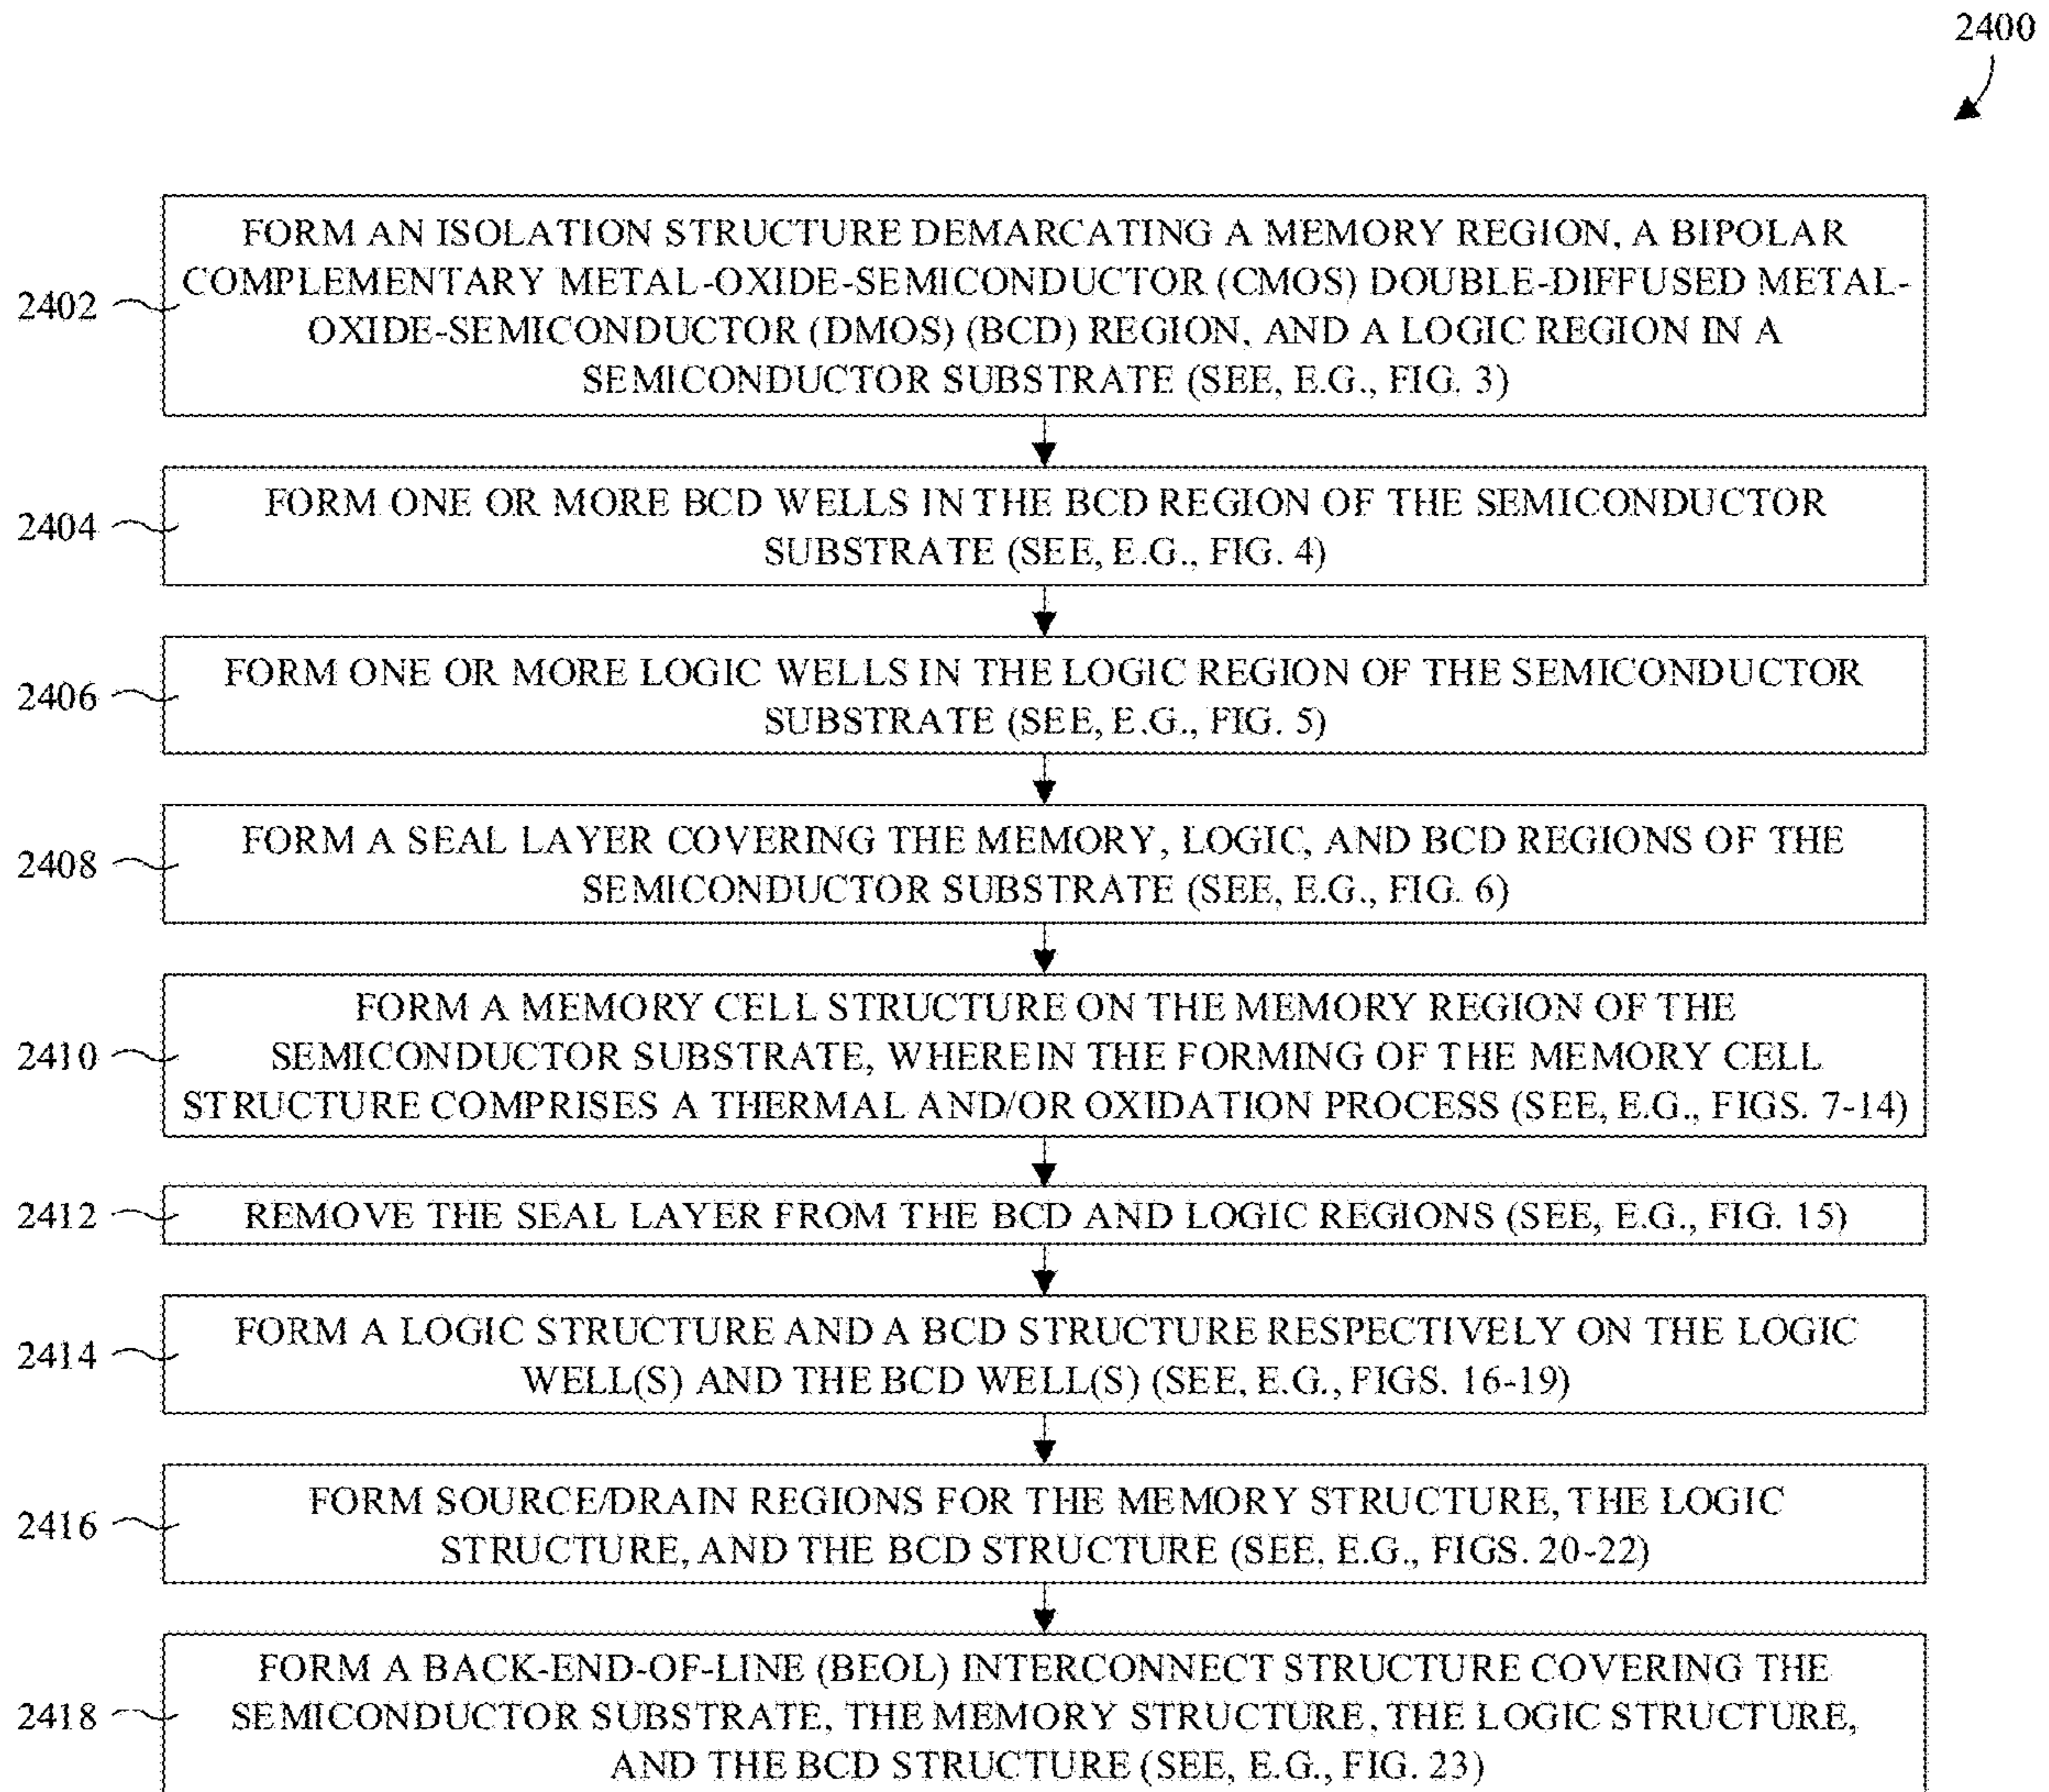 2400
2402
FORM AN ISOLATION STRUCTURE DEMARCATING A MEMORY REGION, A BIPOLAR
COMPLEMENTARY METAL-OXIDE-SEMICONDUCTOR (CMOS) DOUBLE-DIFFUSED METAL-
OXIDE-SEMICONDUCTOR (DMOS) (BCD) REGION, AND A LOGIC REGION IN A
SEMICONDUCTOR SUBSTRATE (SEE, E.G., FIG. 3)
2404
FORM ONE OR MORE BCD WELLS IN THE BCD REGION OF THE SEMICONDUCTOR
SUBSTRATE (SEE, E.G., FIG. 4)
2406
FORM ONE OR MORE LOGIC WELLS IN THE LOGIC REGION OF THE SEMICONDUCTOR
SUBSTRATE (SEE, E.G., FIG. 5)
2408
FORM A SEAL LAYER COVERING THE MEMORY, LOGIC, AND BCD REGIONS OF THE
SEMICONDUCTOR SUBSTRATE (SEE, E.G., FIG. 6)
2410
FORM A MEMORY CELL STRUCTURE ON THE MEMORY REGION OF THE
SEMICONDUCTOR SUBSTRATE, WHEREIN THE FORMING OF THE MEMORY CELL
STRUCTURE COMPRISES A THERMAL AND/OR OXIDATION PROCESS (SEE, E.G., FIGS. 7-14)
2412
REMOVE THE SEAL LAYER FROM THE BCD AND LOGIC REGIONS (SEE, E.G., FIG. 15)
2414
FORM A LOGIC STRUCTURE AND A BCD STRUCTURE RESPECTIVELY ON THE LOGIC
WELL(S) AND THE BCD WELL(S) (SEE, E.G., FIGS. 16-19)
2416
FORM SOURCE/DRAIN REGIONS FOR THE MEMORY STRUCTURE, THE LOGIC
STRUCTURE, AND THE BCD STRUCTURE (SEE, E.G., FIGS. 20-22)
2418
FORM A BACK-END-OF-LINE (BEOL) INTERCONNECT STRUCTURE COVERING THE
SEMICONDUCTOR SUBSTRATE, THE MEMORY STRUCTURE, THE LOGIC STRUCTURE,
AND THE BCD STRUCTURE (SEE, E.G., FIG. 23)